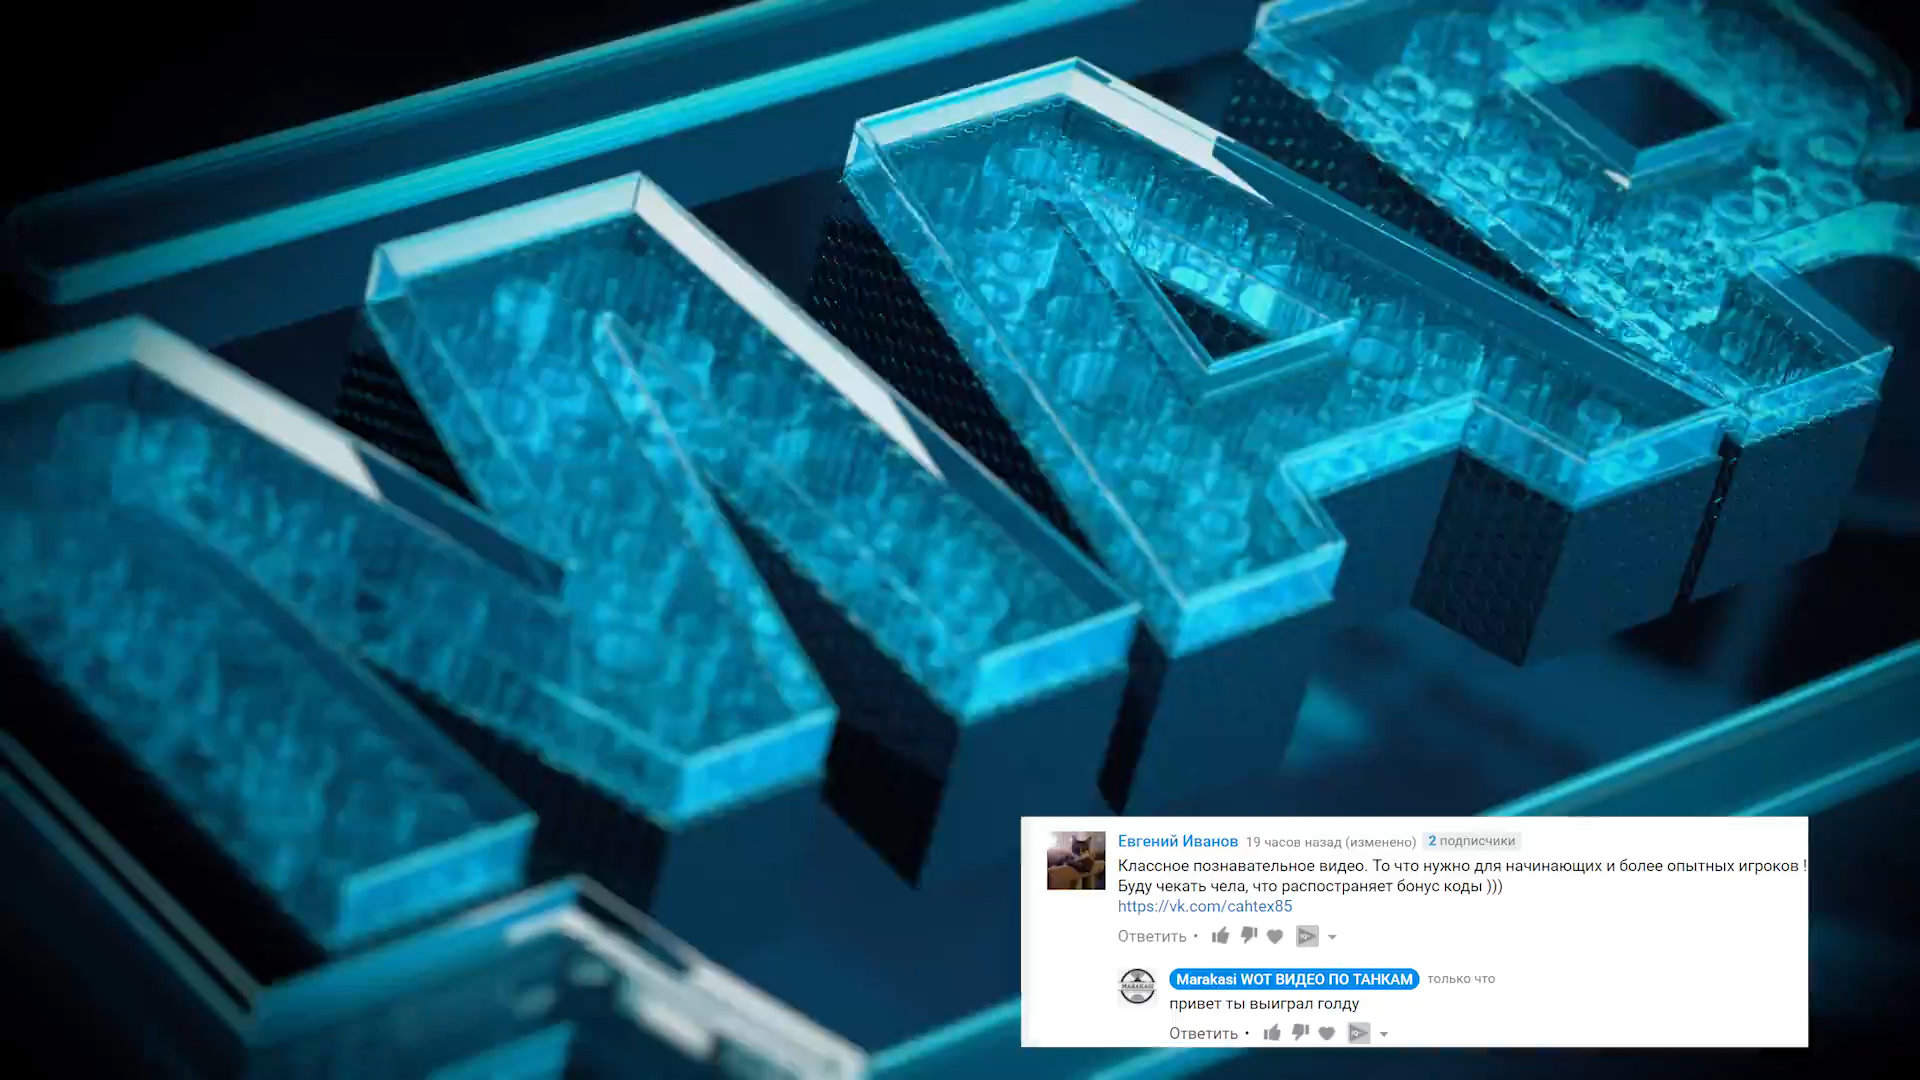 MAR
Евгений Иванов 19 часов назад (изменено) 2 подписчики
Классное познавательное видео. То что нужно для начинающих и более опытных игроков !
Буду чекать чела, что распостраняет бонус коды )))
https://vk.com/cahtex85
Ответить •
Marakasi WOT ВИДЕО ПО ТАНКАМ только что
привет ты выиграл голду
Ответить •